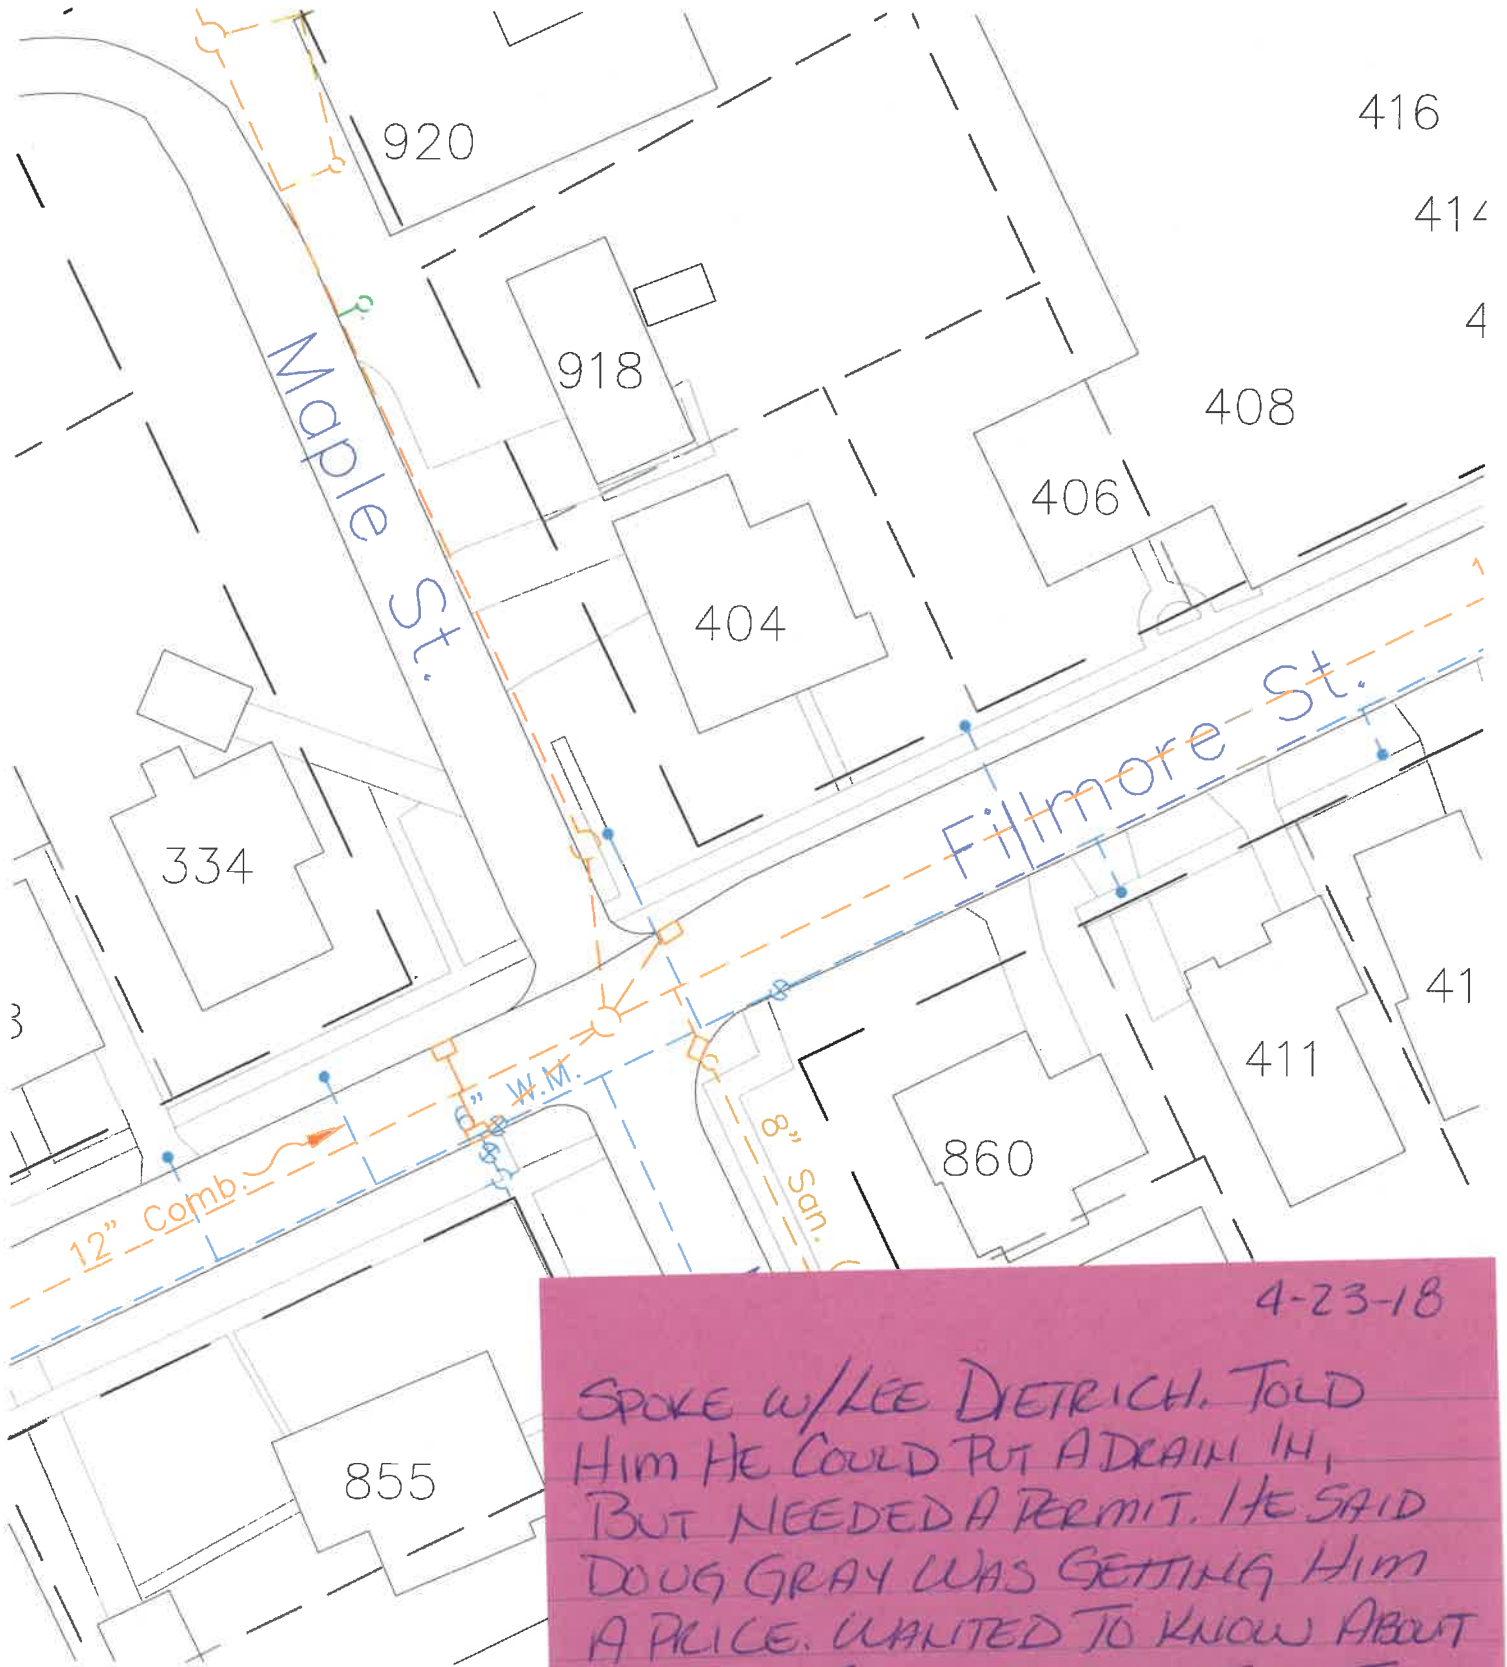 920
416
414
4
918
408
406
Maple St.
404
Fillmore St.
334
3
41
411
6" W.M.
8" San.
860
12" Comb.
855
4-23-18
SPOKE W/LEE DIETRICH. TOLD
HIM HE COULD PUT A DRAIN IN,
BUT NEEDED A PERMIT. HE SAID
DOUG GRAY WAS GETTING HIM
A PRICE. WANTED TO KNOW ABOUT